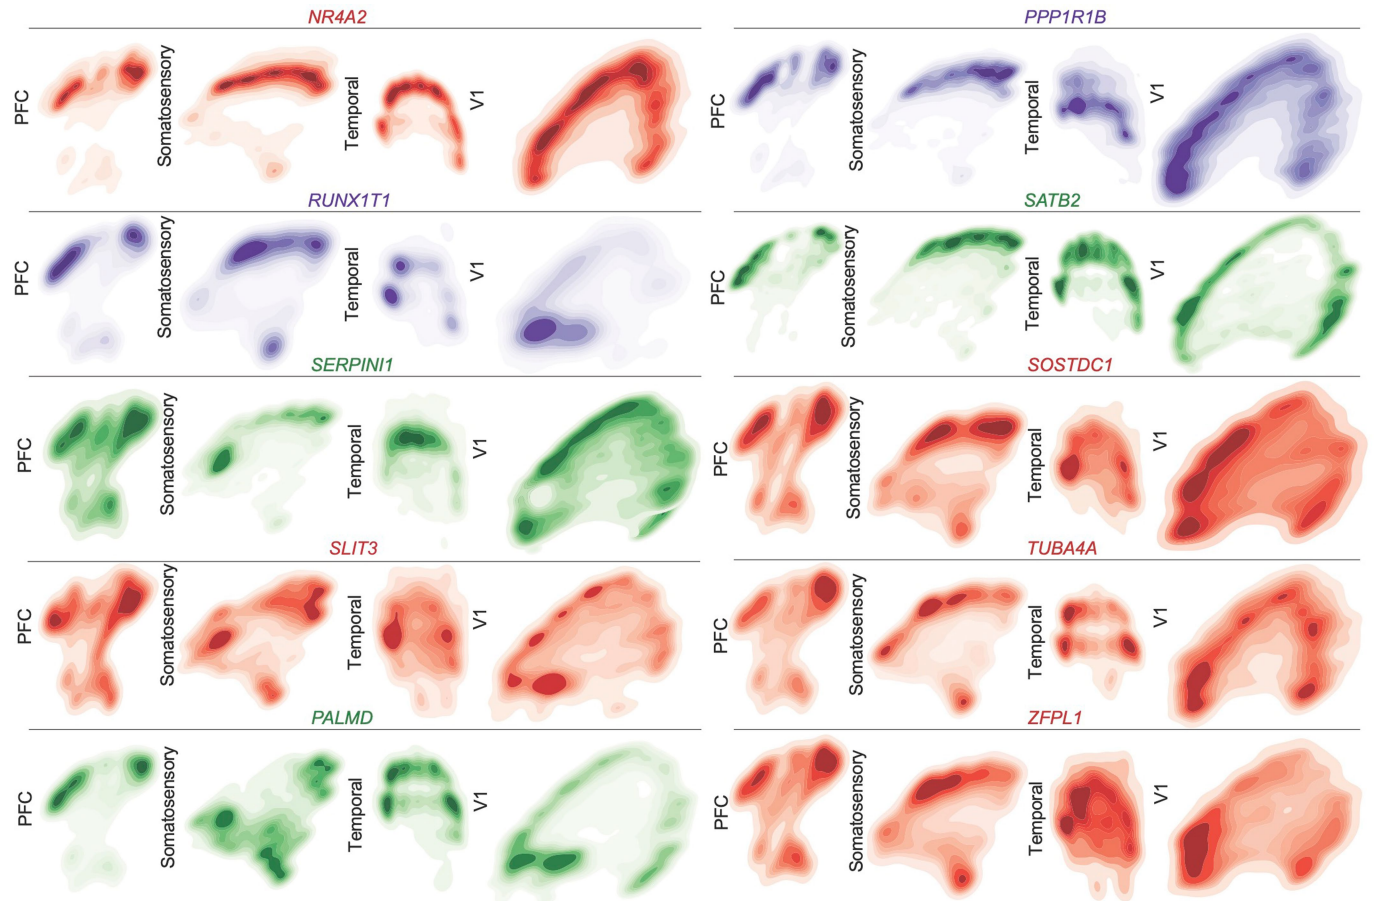 NR4A2
PFC
Somatosensory
Temporal
V1
PPP1R1B
PFC
Somatosensory
Temporal
V1
RUNX1T1
PFC
Somatosensory
Temporal
V1
SATB2
PFC
Somatosensory
Temporal
V1
SERPINI1
PFC
Somatosensory
Temporal
V1
SOSTDC1
PFC
Somatosensory
Temporal
V1
SLIT3
PFC
Somatosensory
Temporal
V1
TUBA4A
PFC
Somatosensory
Temporal
V1
PALMD
PFC
Somatosensory
Temporal
V1
ZFPL1
PFC
Somatosensory
Temporal
V1